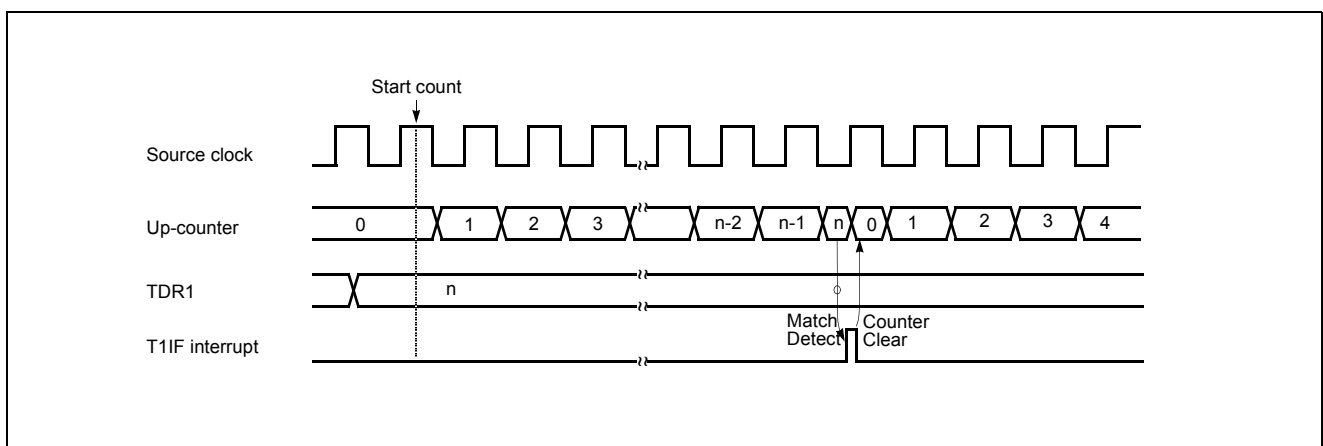 Start count
Source clock
Up-counter
0 1 2 3 n-2 n-1 n 0 1 2 3 4
TDR1
n
Match Counter
Detect Clear
T1IF interrupt